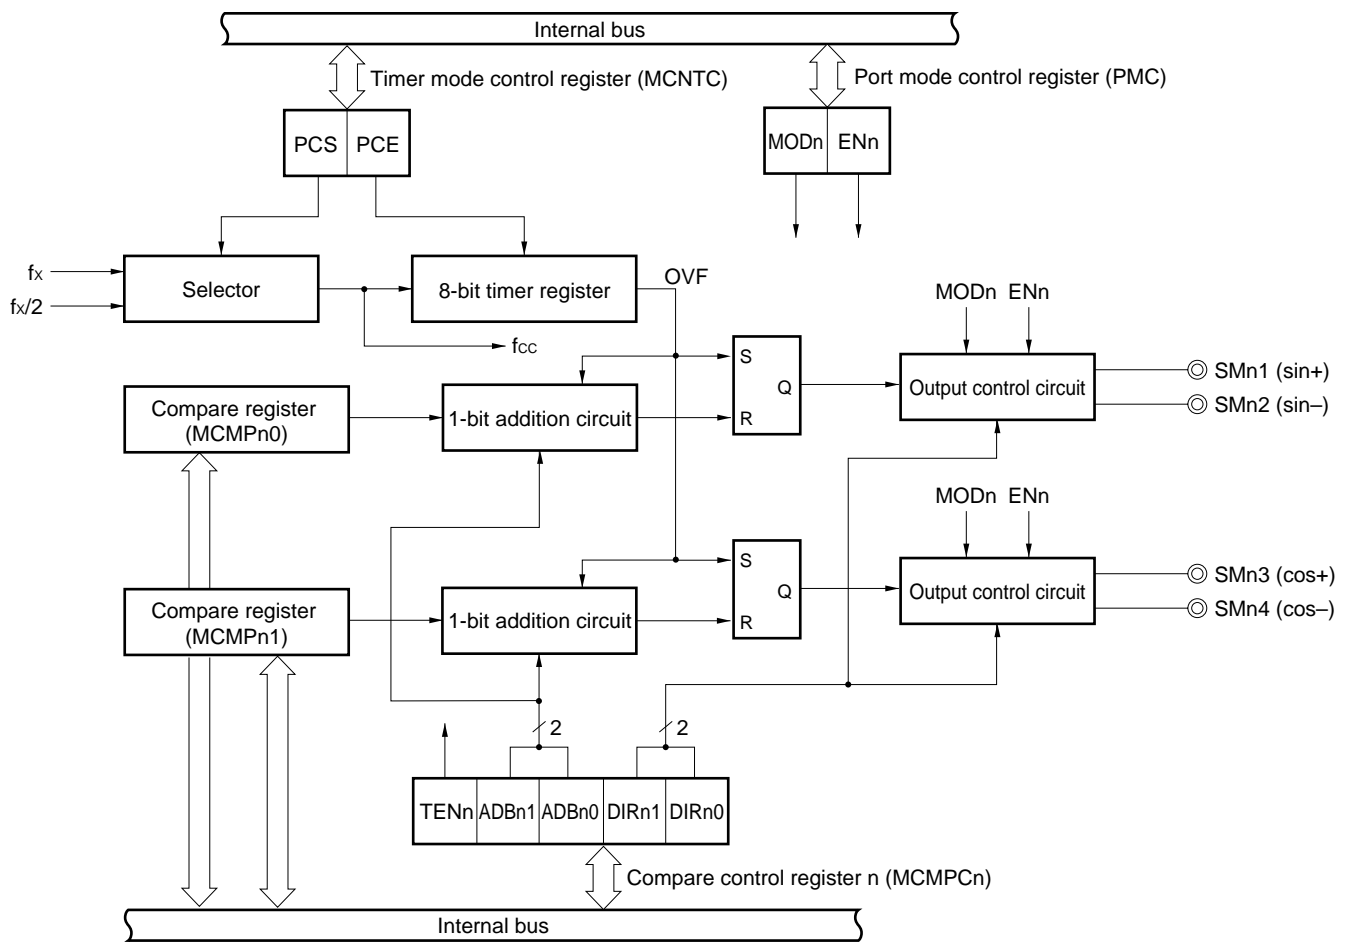 Internal bus
Timer mode control register (MCNTC)
Port mode control register (PMC)
PCS PCE
MODn ENn
fX
fX/2
Selector
8-bit timer register
OVF
fCC
MODn ENn
S
Q
R
Output control circuit
SMn1 (sin+)
SMn2 (sin–)
Compare register
(MCMPn0)
1-bit addition circuit
MODn ENn
S
Q
R
Output control circuit
SMn3 (cos+)
SMn4 (cos–)
Compare register
(MCMPn1)
1-bit addition circuit
2
2
TENn ADBn1 ADBn0 DIRn1 DIRn0
Compare control register n (MCMPCn)
Internal bus